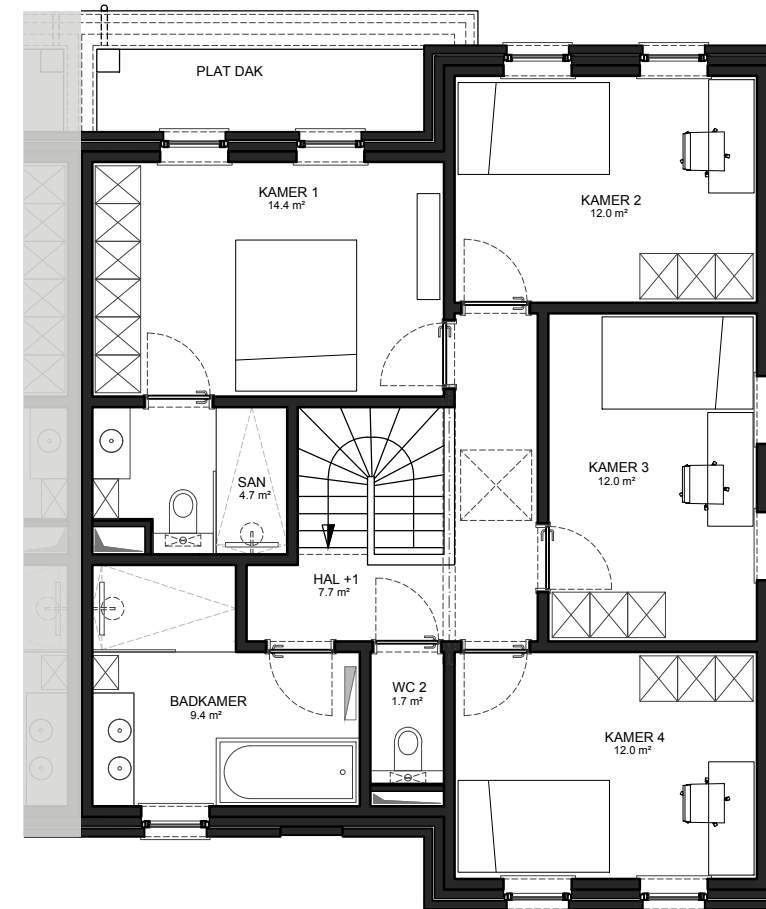 PLAT DAK
KAMER 1
14.4 m²
KAMER 2
12.0 m²
KAMER 3
12.0 m²
SAN
4.7 m²
HAL +1
7.7 m²
BADKAMER
9.4 m²
WC 2
1.7 m²
KAMER 4
12.0 m²